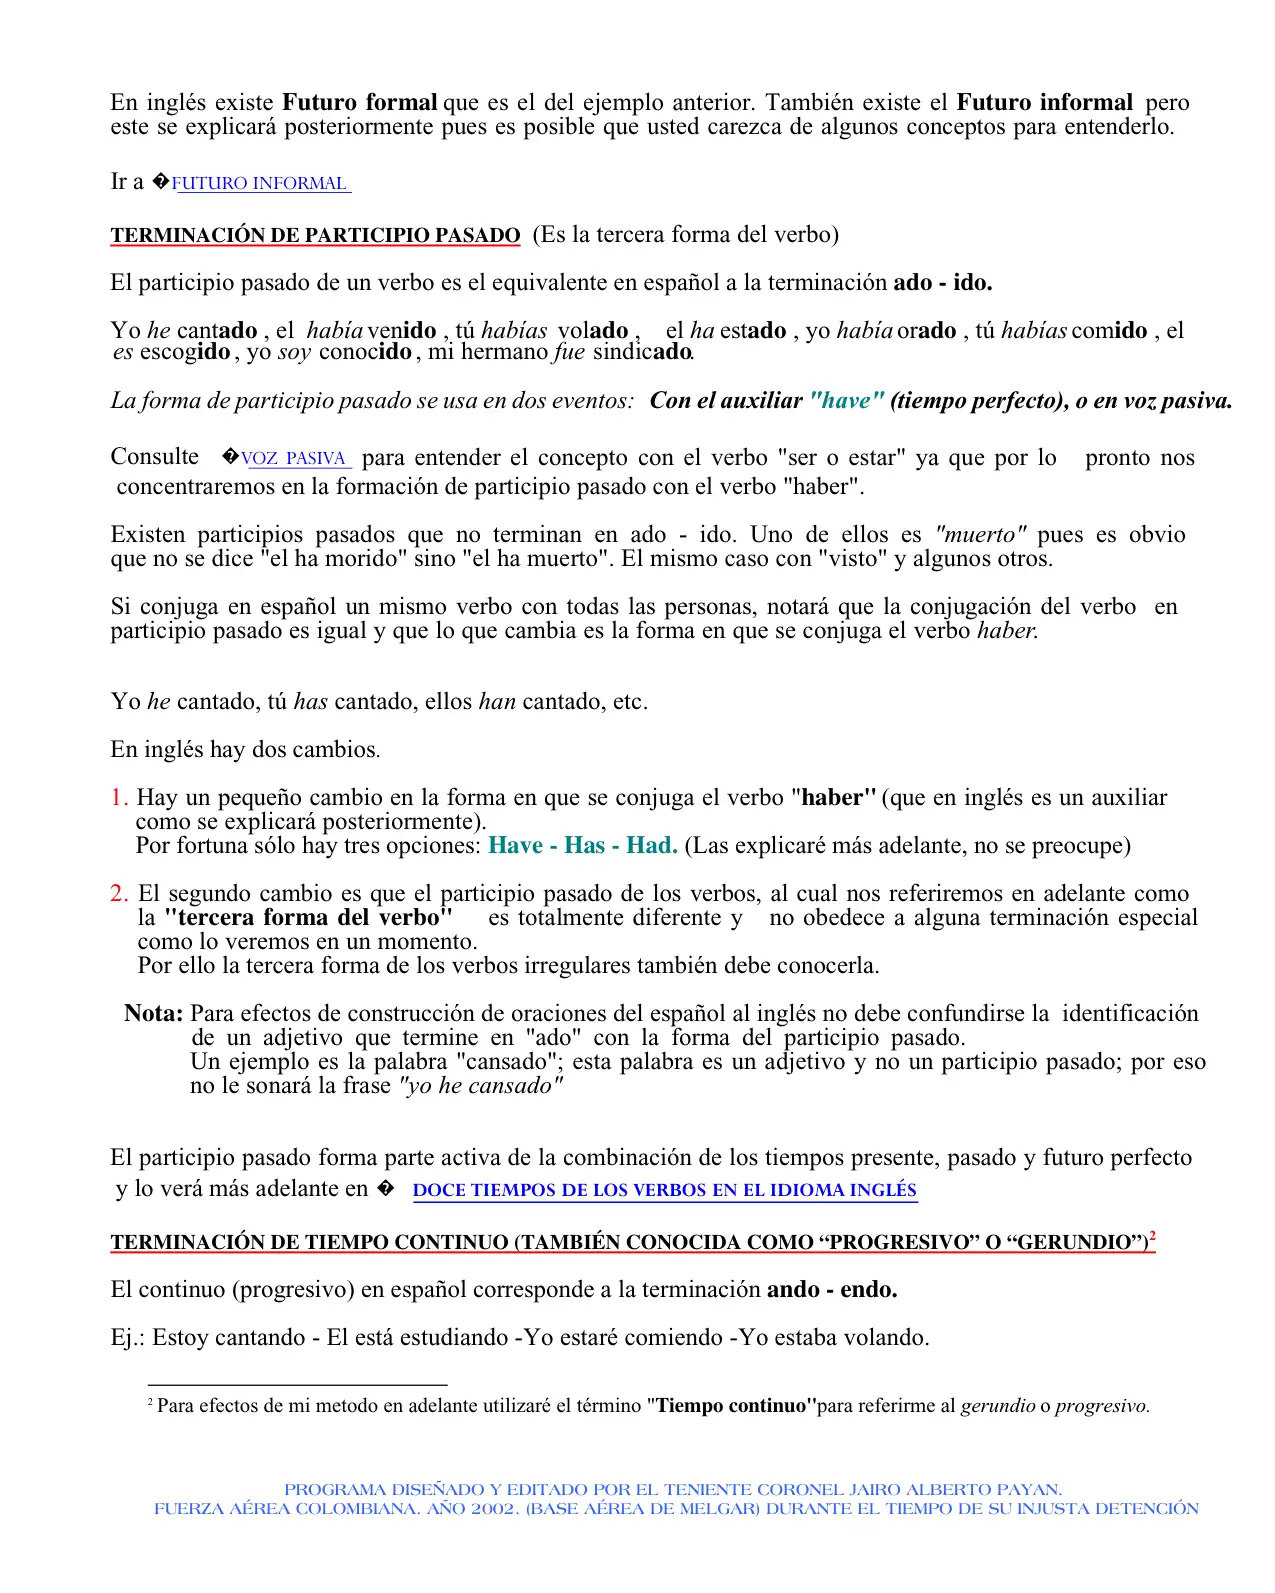 En inglés existe Futuro formal que es el del ejemplo anterior. También existe el Futuro informal pero
este se explicará posteriormente pues es posible que usted carezca de algunos conceptos para entenderlo.
Ir a �FUTURO INFORMAL
TERMINACIÓN DE PARTICIPIO PASADO (Es la tercera forma del verbo)
El participio pasado de un verbo es el equivalente en español a la terminación ado - ido.
Yo he cantado , el había venido , tú habías volado , el ha estado , yo había orado , tú habías comido , el
es escogido , yo soy conocido , mi hermano fue sindicado.
La forma de participio pasado se usa en dos eventos: Con el auxiliar "have" (tiempo perfecto), o en voz pasiva.
Consulte �VOZ PASIVA para entender el concepto con el verbo "ser o estar" ya que por lo pronto nos
concentraremos en la formación de participio pasado con el verbo "haber".
Existen participios pasados que no terminan en ado - ido. Uno de ellos es "muerto" pues es obvio
que no se dice "el ha morido" sino "el ha muerto". El mismo caso con "visto" y algunos otros.
Si conjuga en español un mismo verbo con todas las personas, notará que la conjugación del verbo en
participio pasado es igual y que lo que cambia es la forma en que se conjuga el verbo haber.
Yo he cantado, tú has cantado, ellos han cantado, etc.
En inglés hay dos cambios.
1. Hay un pequeño cambio en la forma en que se conjuga el verbo "haber" (que en inglés es un auxiliar
como se explicará posteriormente).
Por fortuna sólo hay tres opciones: Have - Has - Had. (Las explicaré más adelante, no se preocupe)
2. El segundo cambio es que el participio pasado de los verbos, al cual nos referiremos en adelante como
la "tercera forma del verbo" es totalmente diferente y no obedece a alguna terminación especial
como lo veremos en un momento.
Por ello la tercera forma de los verbos irregulares también debe conocerla.
Nota: Para efectos de construcción de oraciones del español al inglés no debe confundirse la identificación
de un adjetivo que termine en "ado" con la forma del participio pasado.
Un ejemplo es la palabra "cansado"; esta palabra es un adjetivo y no un participio pasado; por eso
no le sonará la frase "yo he cansado"
El participio pasado forma parte activa de la combinación de los tiempos presente, pasado y futuro perfecto
y lo verá más adelante en � DOCE TIEMPOS DE LOS VERBOS EN EL IDIOMA INGLÉS
TERMINACIÓN DE TIEMPO CONTINUO (TAMBIÉN CONOCIDA COMO “PROGRESIVO” O “GERUNDIO”)2
El continuo (progresivo) en español corresponde a la terminación ando - endo.
Ej.: Estoy cantando - El está estudiando -Yo estaré comiendo -Yo estaba volando.
2 Para efectos de mi metodo en adelante utilizaré el término "Tiempo continuo"para referirme al gerundio o progresivo.
PROGRAMA DISEÑADO Y EDITADO POR EL TENIENTE CORONEL JAIRO ALBERTO PAYAN.
FUERZA AÉREA COLOMBIANA. AÑO 2002. (BASE AÉREA DE MELGAR) DURANTE EL TIEMPO DE SU INJUSTA DETENCIÓN